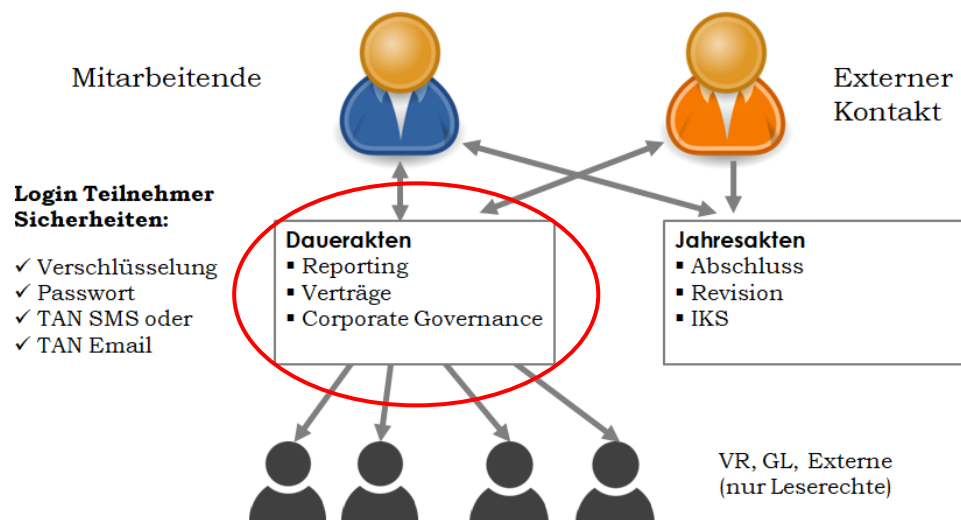 Mitarbeitende
Externer
Kontakt
Login Teilnehmer
Sicherheiten:
✓ Verschlüsselung
✓ Passwort
✓ TAN SMS oder
✓ TAN Email
Dauerakten
▪ Reporting
▪ Verträge
▪ Corporate Governance
Jahresakten
▪ Abschluss
▪ Revision
▪ IKS
VR, GL, Externe
(nur Leserechte)